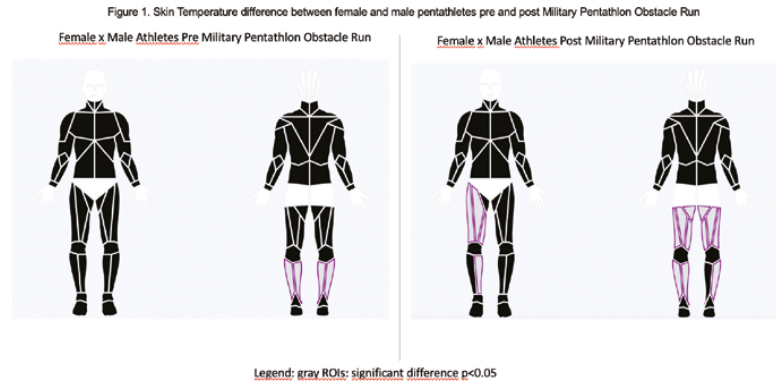 Figure 1. Skin Temperature difference between female and male pentathletes pre and post Military Pentathlon Obstacle Run
Female x Male Athletes Pre Military Pentathlon Obstacle Run
Female x Male Athletes Post Military Pentathlon Obstacle Run
Legend: gray ROIs: significant difference p<0.05